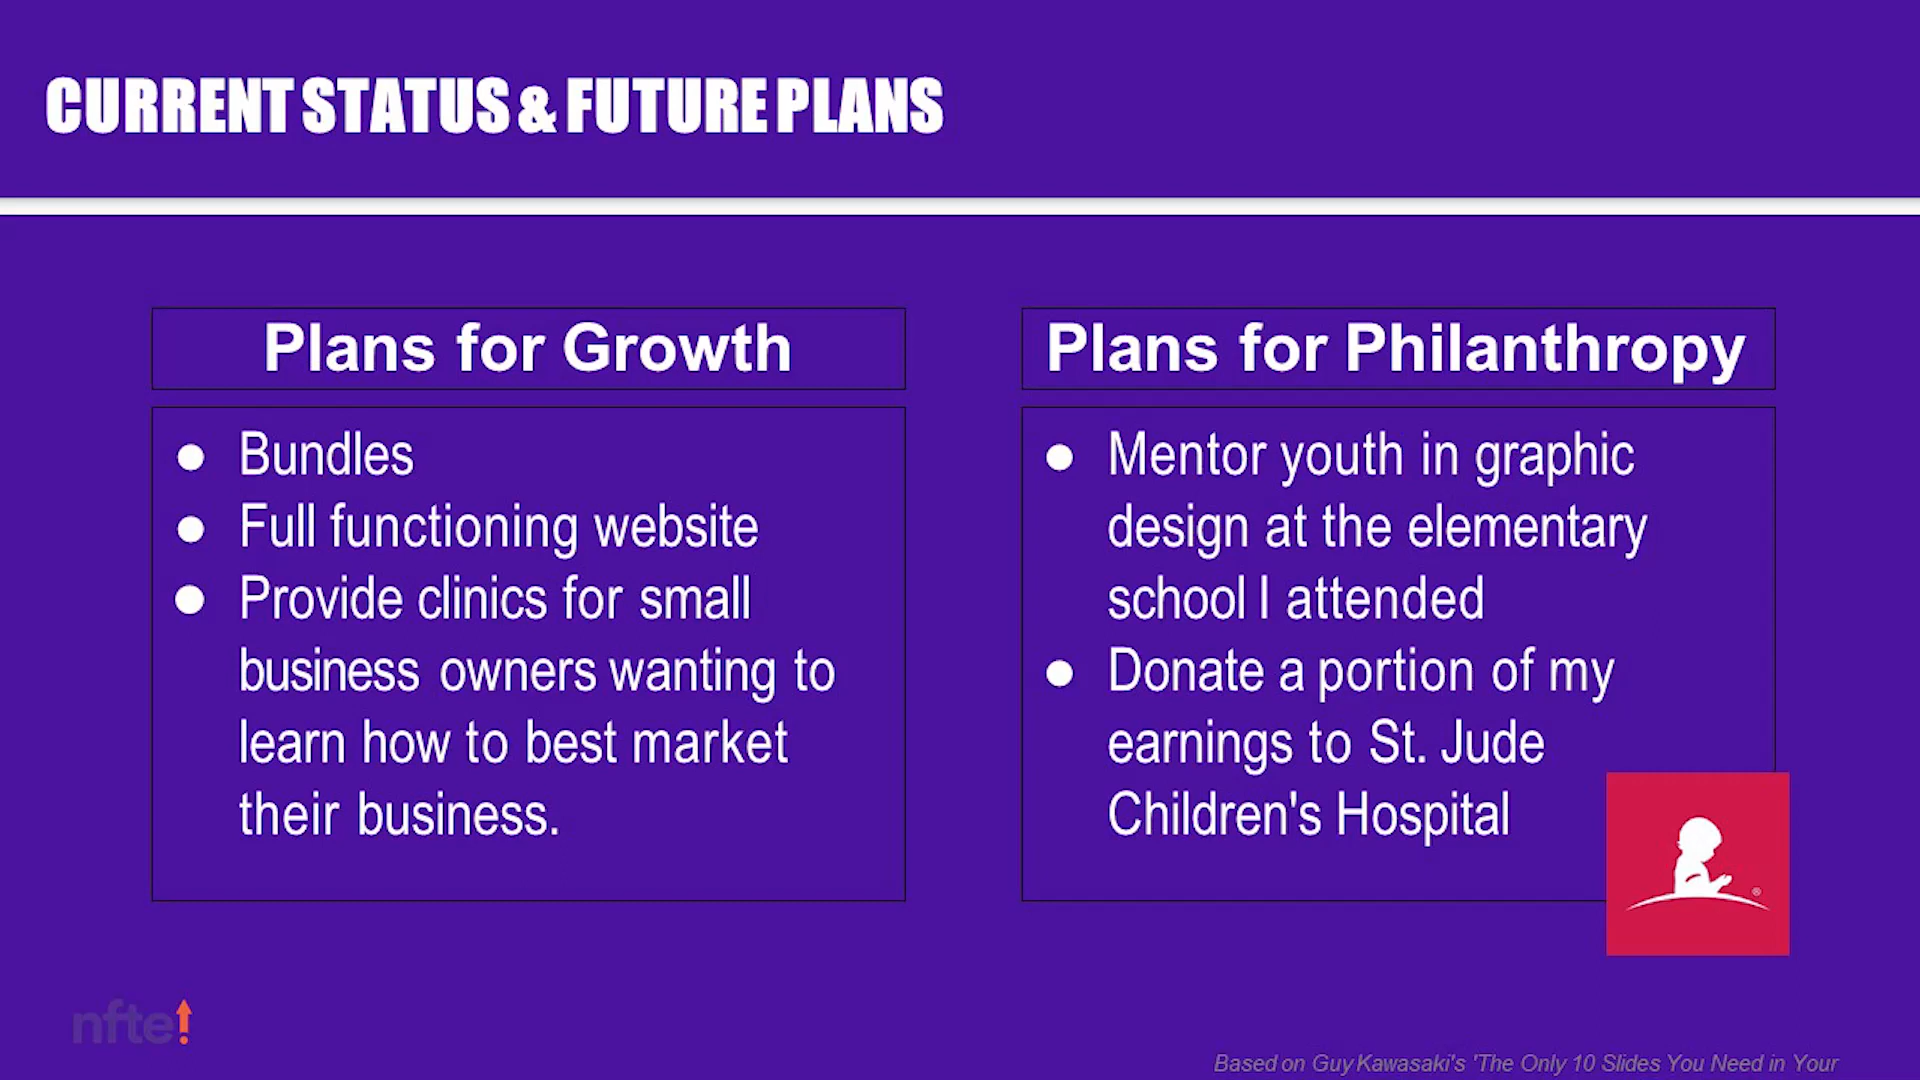 CURRENT STATUS & FUTURE PLANS
Plans for Growth
● Bundles
● Full functioning website
● Provide clinics for small
business owners wanting to
learn how to best market
their business.
Plans for Philanthropy
● Mentor youth in graphic
design at the elementary
school I attended
● Donate a portion of my
earnings to St. Jude
Children's Hospital
®
nfte!
Based on Guy Kawasaki's 'The Only 10 Slides You Need in Your